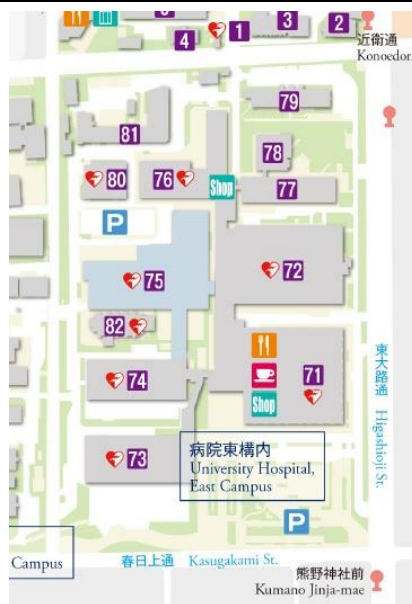 3
2
4
1
近衛通
Konoedor
79
81
78
80
76
Shop
77
P
75
72
82
74
71
Shop
東大路通 Higashioji St.
73
病院東構内
University Hospital,
East Campus
P
Campus
春日上通 Kasugakami St.
熊野神社前
Kumano Jinja-mae